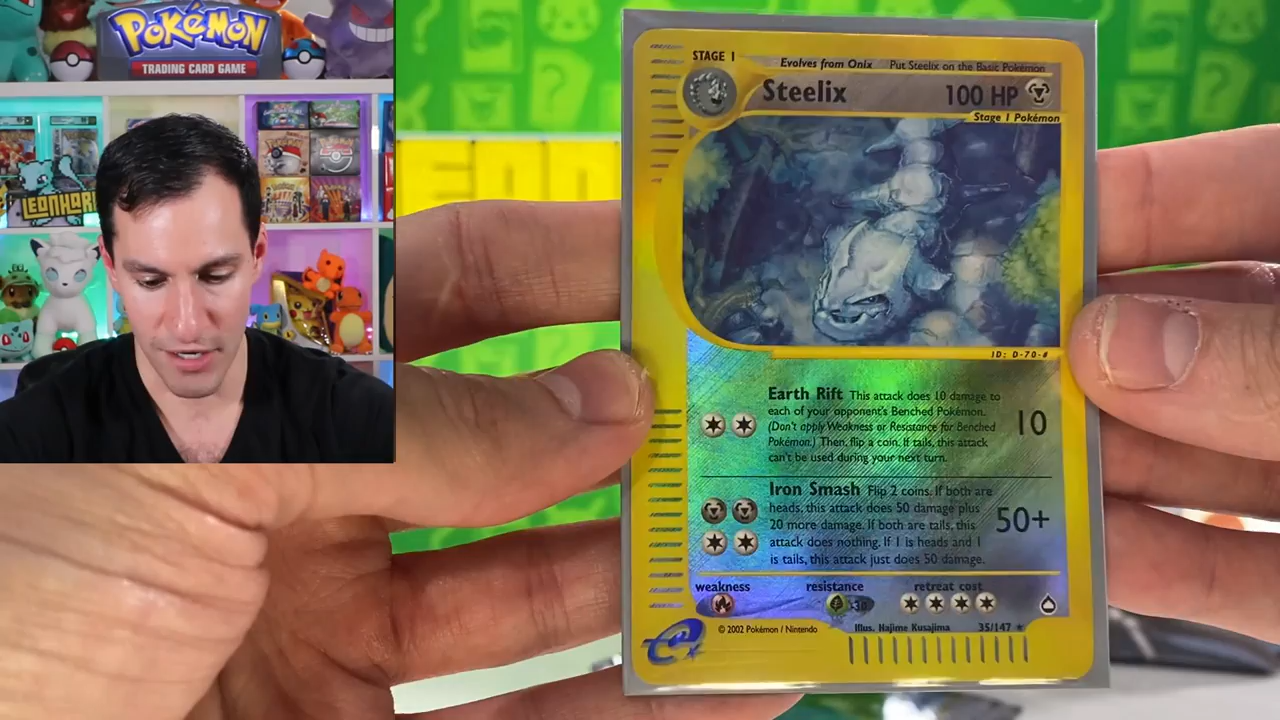 POKéMON
TRADING CARD GAME
LEONHAR
STAGE 1
Evolves from Onix Put Steelix on the Basic Pokémon
Steelix 100 HP
Stage 1 Pokémon
ID: D-70-#
Earth Rift This attack does 10 damage to
each of your opponent's Benched Pokémon.
(Don't apply Weakness or Resistance for Benched
Pokémon.) Then, flip a coin. If tails, this attack
can't be used during your next turn.
10
Iron Smash Flip 2 coins. If both are
heads, this attack does 50 damage plus
20 more damage. If both are tails, this
attack does nothing. If 1 is heads and 1
is tails, this attack just does 50 damage.
50+
weakness resistance retreat cost
-30
e
© 2002 Pokémon / Nintendo
Illus. Hajime Kusajima 35/147